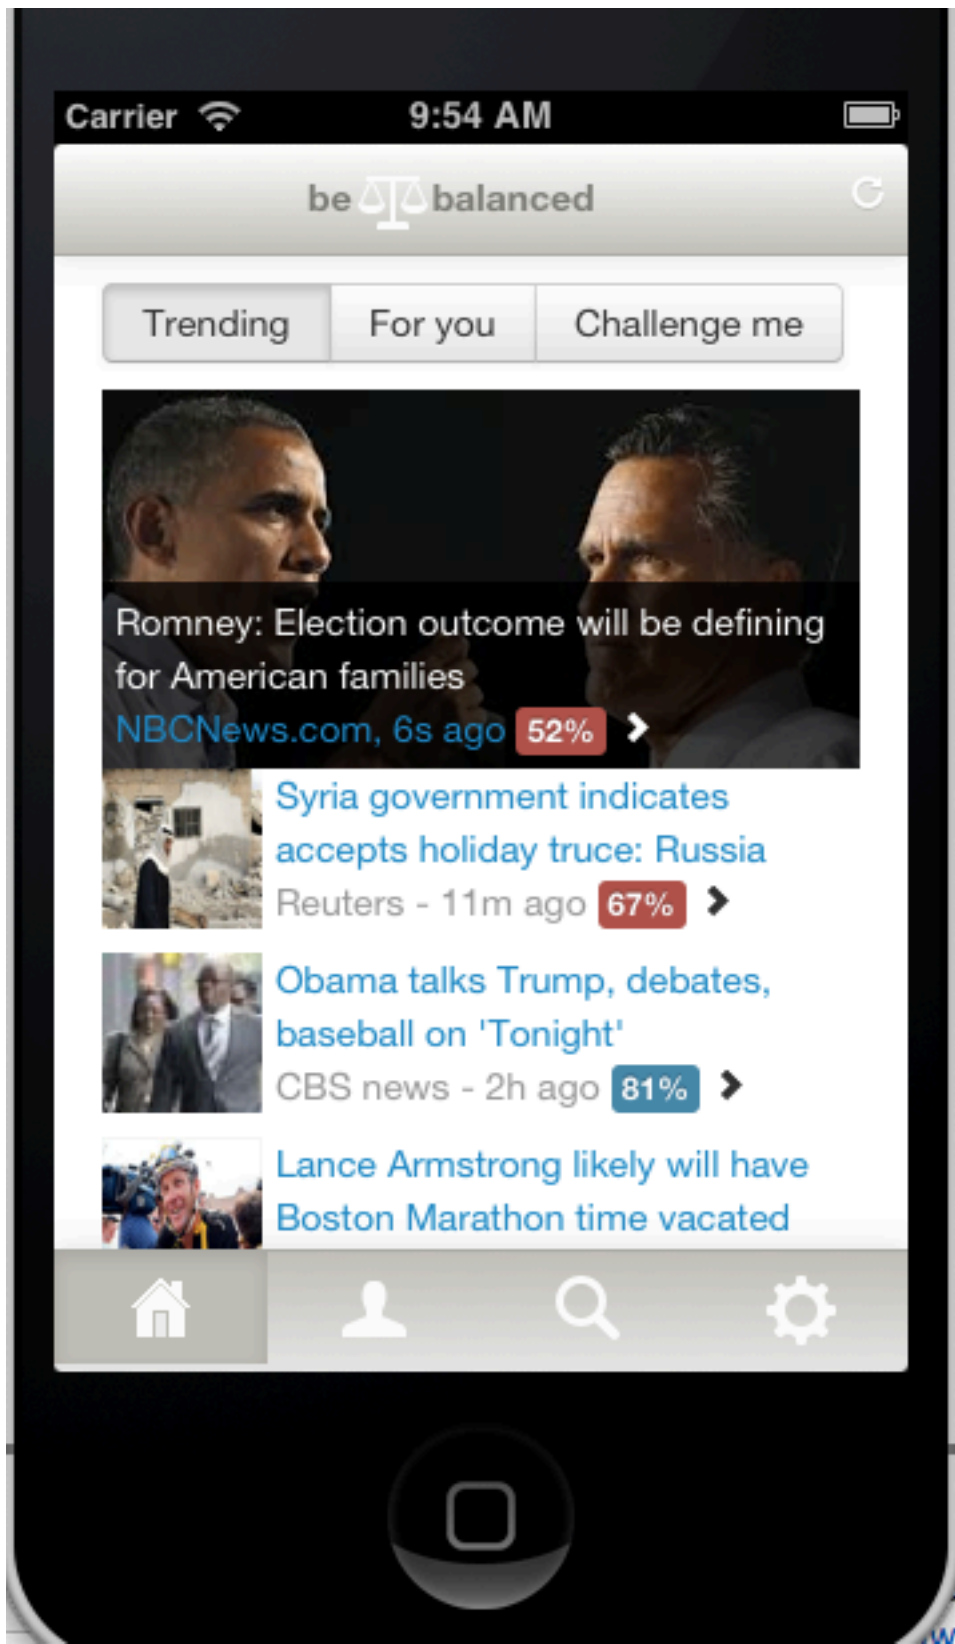 Carrier 9:54 AM
be balanced
Trending For you Challenge me
Romney: Election outcome will be defining
for American families
NBCNews.com, 6s ago 52%
Syria government indicates
accepts holiday truce: Russia
Reuters - 11m ago 67%
Obama talks Trump, debates,
baseball on 'Tonight'
CBS news - 2h ago 81%
Lance Armstrong likely will have
Boston Marathon time vacated